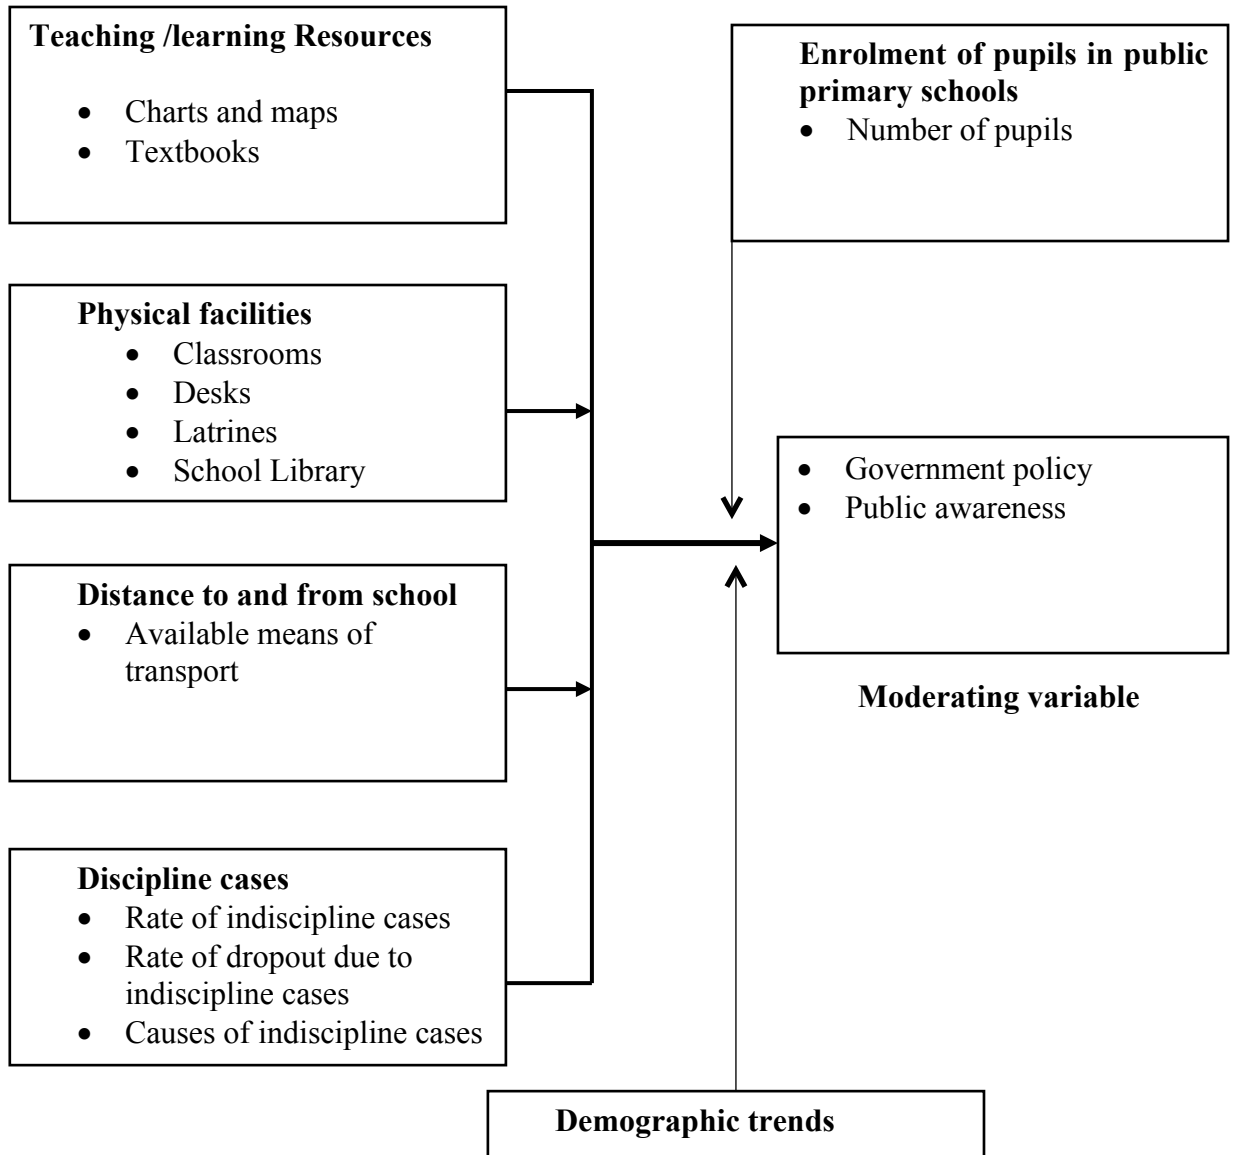 Teaching /learning Resources
• Charts and maps
• Textbooks
Physical facilities
• Classrooms
• Desks
• Latrines
• School Library
Distance to and from school
• Available means of
transport
Discipline cases
• Rate of indiscipline cases
• Rate of dropout due to
indiscipline cases
• Causes of indiscipline cases
Enrolment of pupils in public
primary schools
• Number of pupils
• Government policy
• Public awareness
Moderating variable
Demographic trends